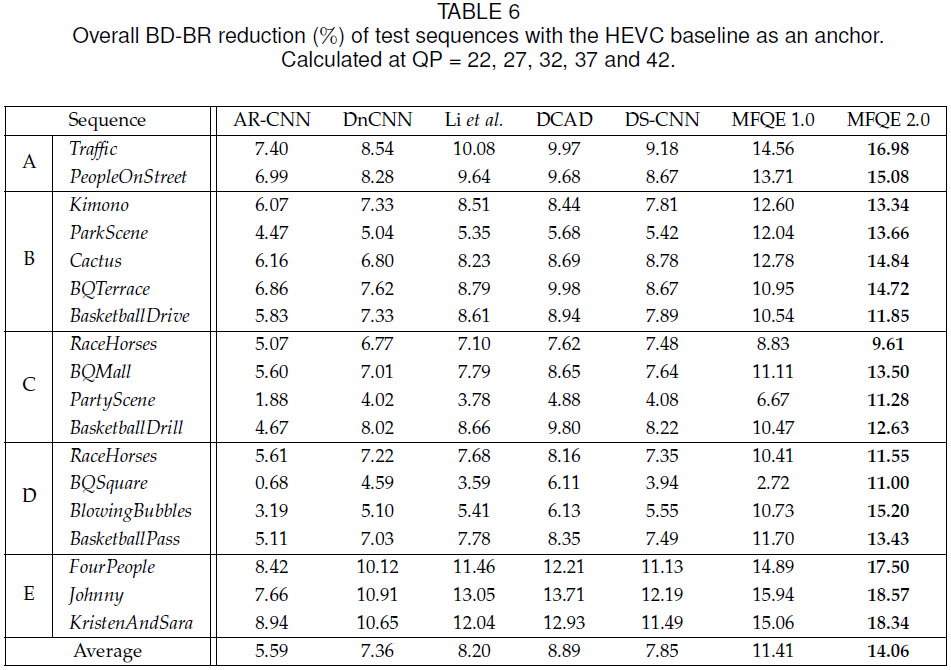 TABLE 6
Overall BD-BR reduction (%) of test sequences with the HEVC baseline as an anchor.
Calculated at QP = 22, 27, 32, 37 and 42.
Sequence AR-CNN DnCNN Li et al. DCAD DS-CNN MFQE 1.0 MFQE 2.0
A Traffic 7.40 8.54 10.08 9.97 9.18 14.56 16.98
PeopleOnStreet 6.99 8.28 9.64 9.68 8.67 13.71 15.08
B Kimono 6.07 7.33 8.51 8.44 7.81 12.60 13.34
ParkScene 4.47 5.04 5.35 5.68 5.42 12.04 13.66
Cactus 6.16 6.80 8.23 8.69 8.78 12.78 14.84
BQTerrace 6.86 7.62 8.79 9.98 8.67 10.95 14.72
BasketballDrive 5.83 7.33 8.61 8.94 7.89 10.54 11.85
C RaceHorses 5.07 6.77 7.10 7.62 7.48 8.83 9.61
BQMall 5.60 7.01 7.79 8.65 7.64 11.11 13.50
PartyScene 1.88 4.02 3.78 4.88 4.08 6.67 11.28
BasketballDrill 4.67 8.02 8.66 9.80 8.22 10.47 12.63
D RaceHorses 5.61 7.22 7.68 8.16 7.35 10.41 11.55
BQSquare 0.68 4.59 3.59 6.11 3.94 2.72 11.00
BlowingBubbles 3.19 5.10 5.41 6.13 5.55 10.73 15.20
BasketballPass 5.11 7.03 7.78 8.35 7.49 11.70 13.43
E FourPeople 8.42 10.12 11.46 12.21 11.13 14.89 17.50
Johnny 7.66 10.91 13.05 13.71 12.19 15.94 18.57
KristenAndSara 8.94 10.65 12.04 12.93 11.49 15.06 18.34
Average 5.59 7.36 8.20 8.89 7.85 11.41 14.06